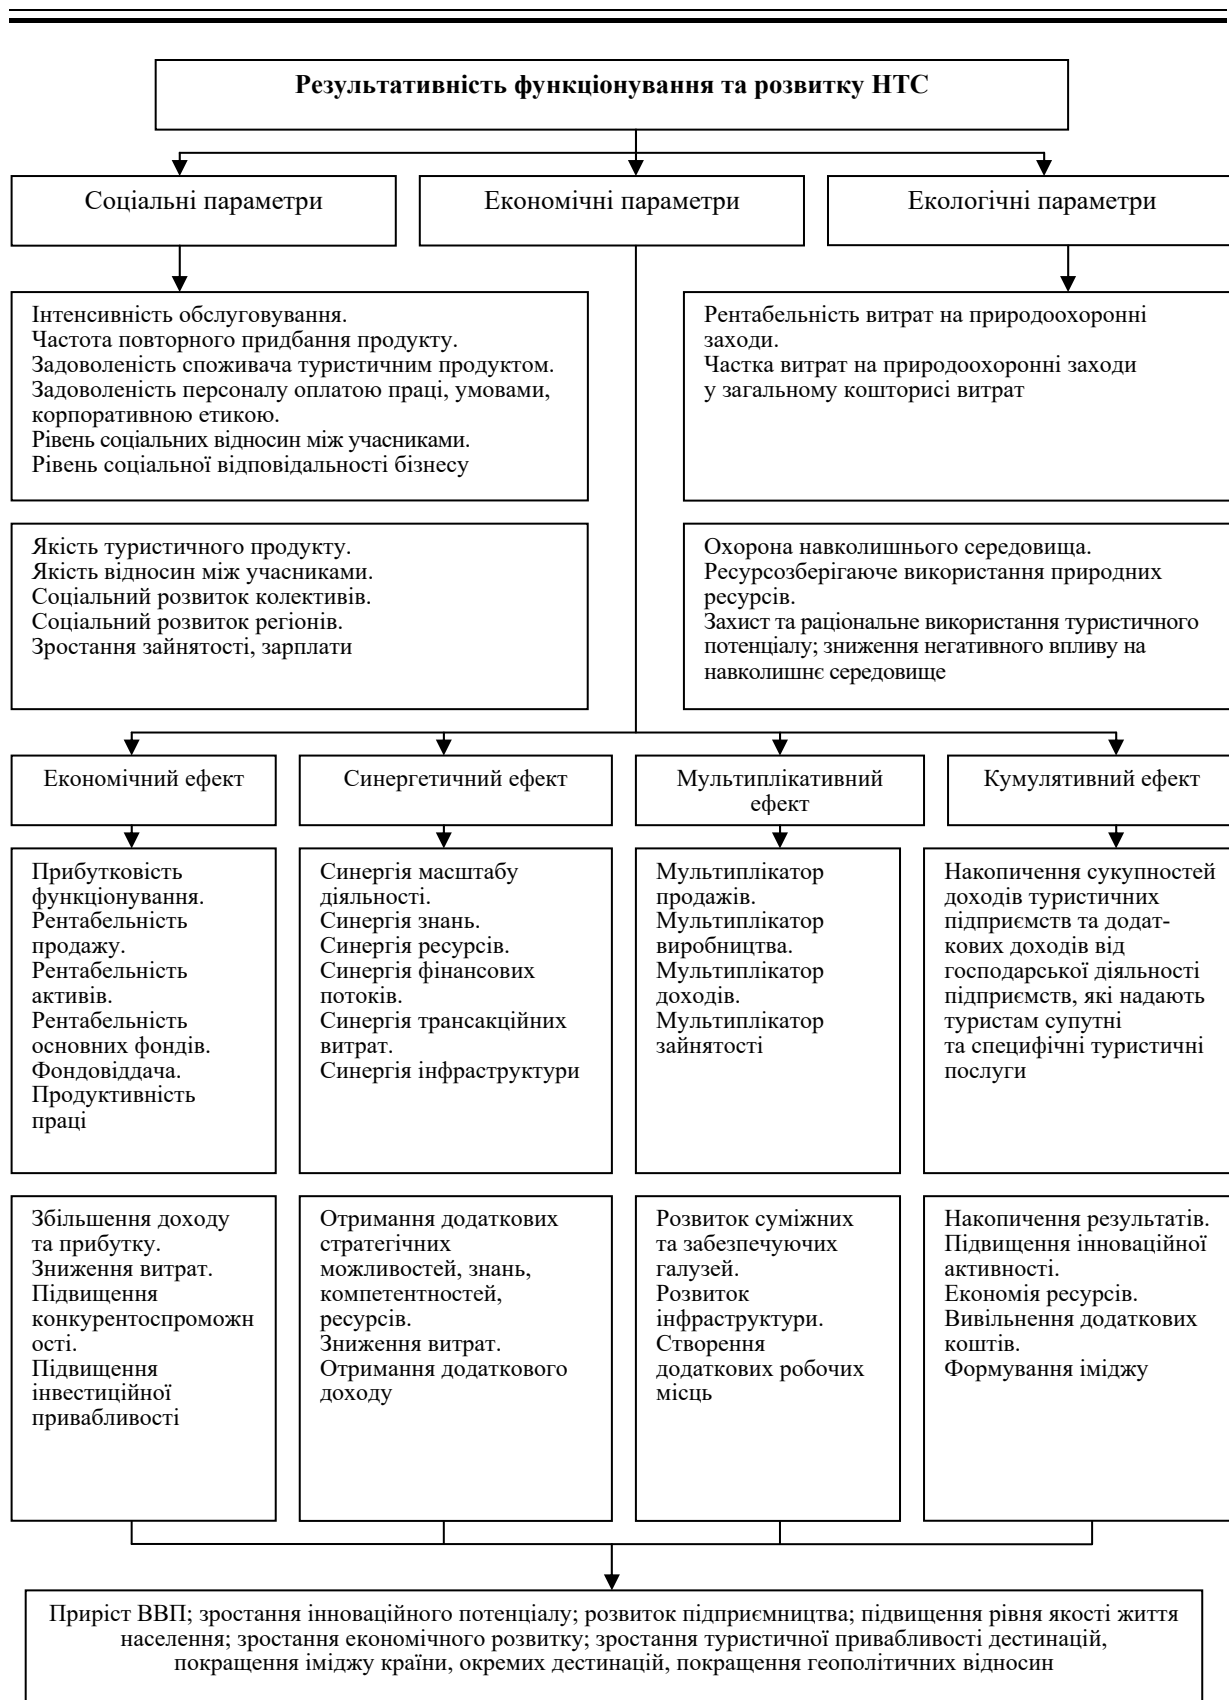 Результативність функціонування та розвитку НТС
Соціальні параметри
Економічні параметри
Екологічні параметри
Інтенсивність обслуговування.
Частота повторного придбання продукту.
Задоволеність споживача туристичним продуктом.
Задоволеність персоналу оплатою праці, умовами,
корпоративною етикою.
Рівень соціальних відносин між учасниками.
Рівень соціальної відповідальності бізнесу
Рентабельність витрат на природоохоронні
заходи.
Частка витрат на природоохоронні заходи
у загальному кошторисі витрат
Якість туристичного продукту.
Якість відносин між учасниками.
Соціальний розвиток колективів.
Соціальний розвиток регіонів.
Зростання зайнятості, зарплати
Охорона навколишнього середовища.
Ресурсозберігаюче використання природних
ресурсів.
Захист та раціональне використання туристичного
потенціалу; зниження негативного впливу на
навколишнє середовище
Економічний ефект
Синергетичний ефект
Мультиплікативний
ефект
Кумулятивний ефект
Прибутковість
функціонування.
Рентабельність
продажу.
Рентабельність
активів.
Рентабельність
основних фондів.
Фондовіддача.
Продуктивність
праці
Синергія масштабу
діяльності.
Синергія знань.
Синергія ресурсів.
Синергія фінансових
потоків.
Синергія трансакційних
витрат.
Синергія інфраструктури
Мультиплікатор
продажів.
Мультиплікатор
виробництва.
Мультиплікатор
доходів.
Мультиплікатор
зайнятості
Накопичення сукупностей
доходів туристичних
підприємств та додат-
кових доходів від
господарської діяльності
підприємств, які надають
туристам супутні
та специфічні туристичні
послуги
Збільшення доходу
та прибутку.
Зниження витрат.
Підвищення
конкурентоспроможн
ості.
Підвищення
інвестиційної
привабливості
Отримання додаткових
стратегічних
можливостей, знань,
компетентностей,
ресурсів.
Зниження витрат.
Отримання додаткового
доходу
Розвиток суміжних
та забезпечуючих
галузей.
Розвиток
інфраструктури.
Створення
додаткових робочих
місць
Накопичення результатів.
Підвищення інноваційної
активності.
Економія ресурсів.
Вивільнення додаткових
коштів.
Формування іміджу
Приріст ВВП; зростання інноваційного потенціалу; розвиток підприємництва; підвищення рівня якості життя
населення; зростання економічного розвитку; зростання туристичної привабливості дестинацій,
покращення іміджу країни, окремих дестинацій, покращення геополітичних відносин